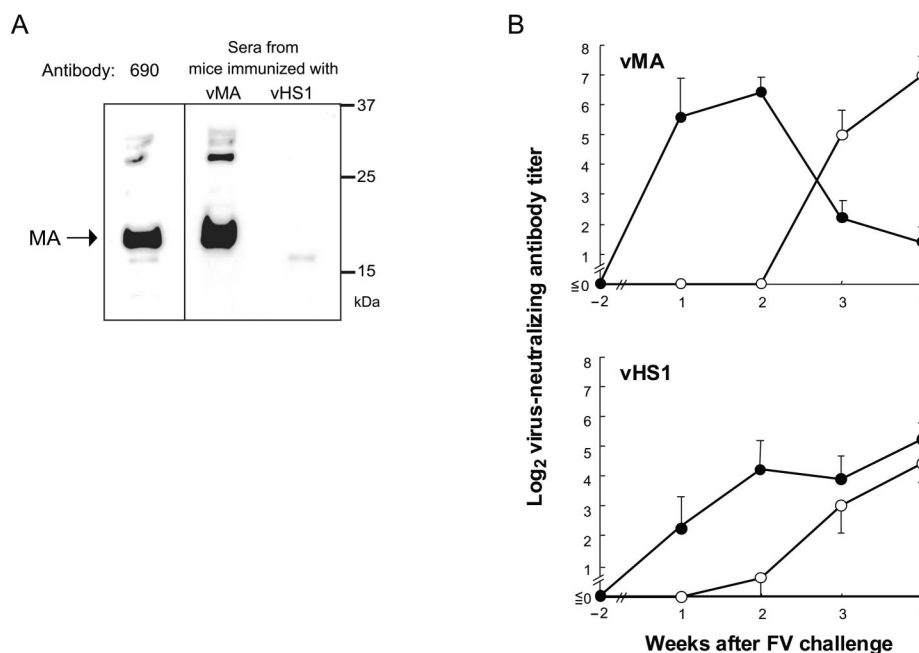 A
Antibody: 690
Sera from
mice immunized with
vMA vHS1
37
25
MA
15
kDa
B
Log2 virus-neutralizing antibody titer
vMA
8
7
6
5
4
3
2
1
≦0
−2 1 2 3
vHS1
8
7
6
5
4
3
2
1
≦0
−2 1 2 3
Weeks after FV challenge